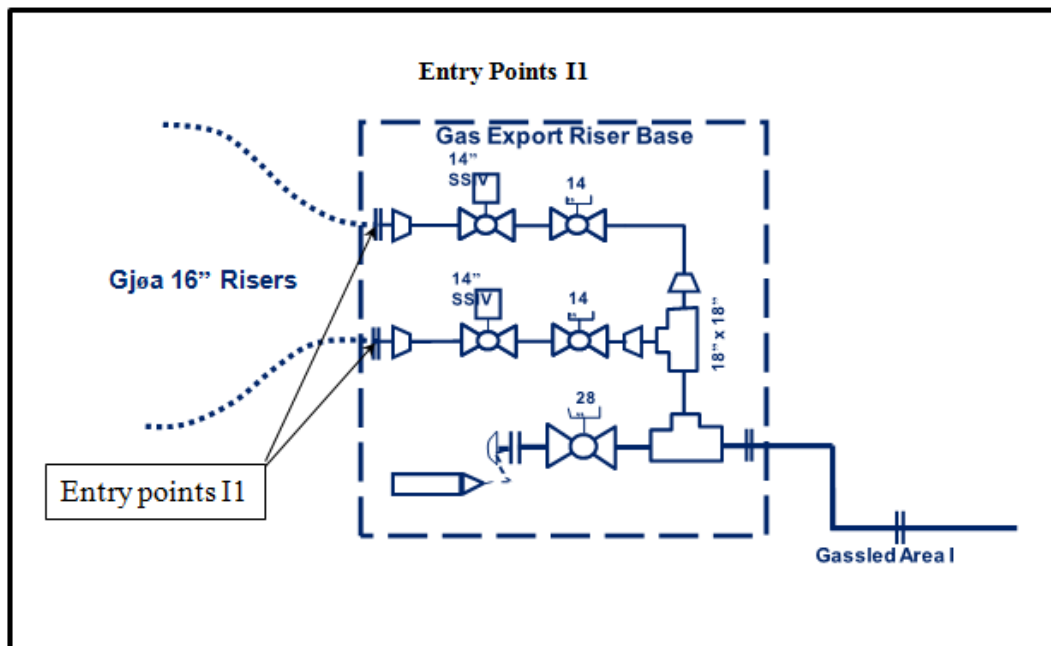 Entry Points I1
Gas Export Riser Base
14”
SSIV
14
”
Gjøa 16” Risers
14”
SSIV
14
”
18” x 18”
28
”
Entry points I1
Gassled Area I